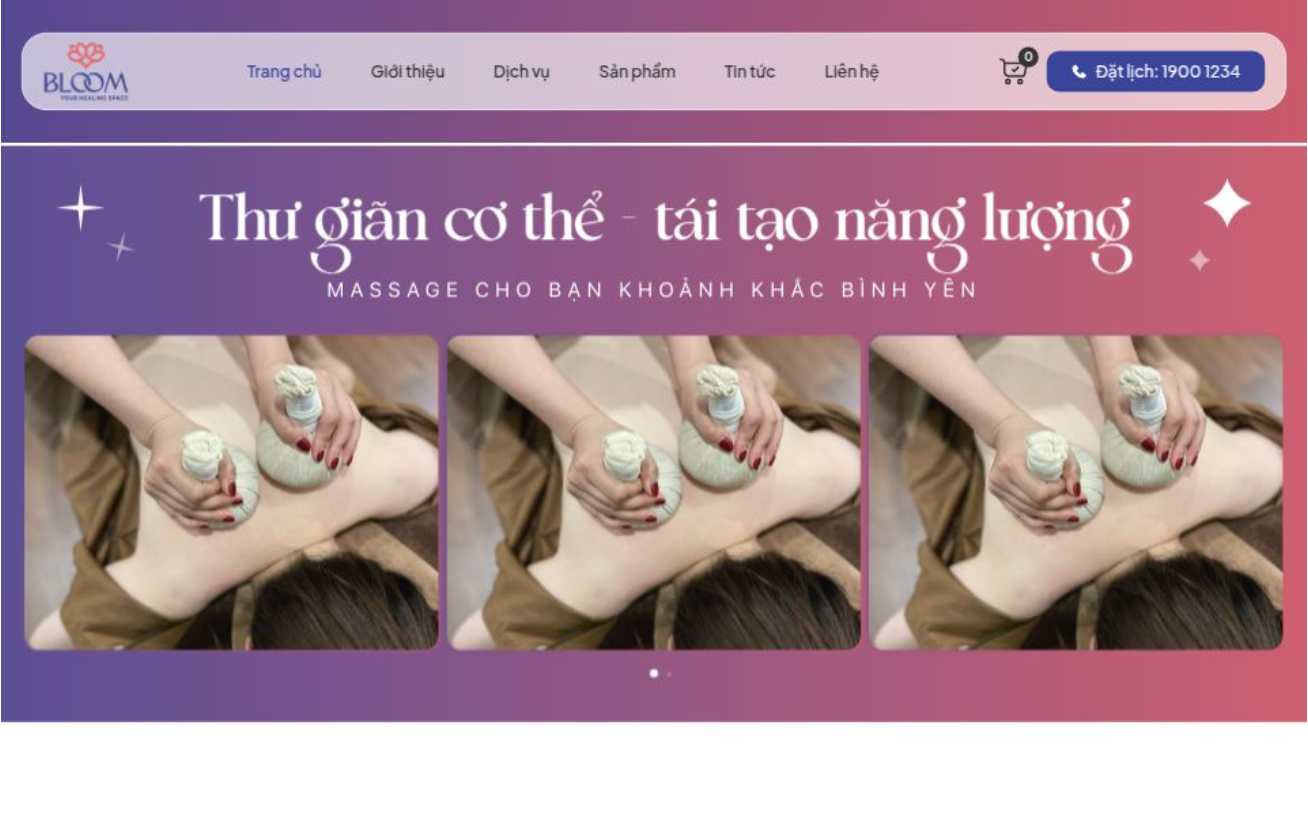 BLOOM
YOUR HEALING SPACE
Trang chủ
Giới thiệu
Dịch vụ
Sản phẩm
Tin tức
Liên hệ
0
Đặt lịch: 1900 1234
Thư giãn cơ thể - tái tạo năng lượng
MASSAGE CHO BẠN KHOẢNH KHẮC BÌNH YÊN